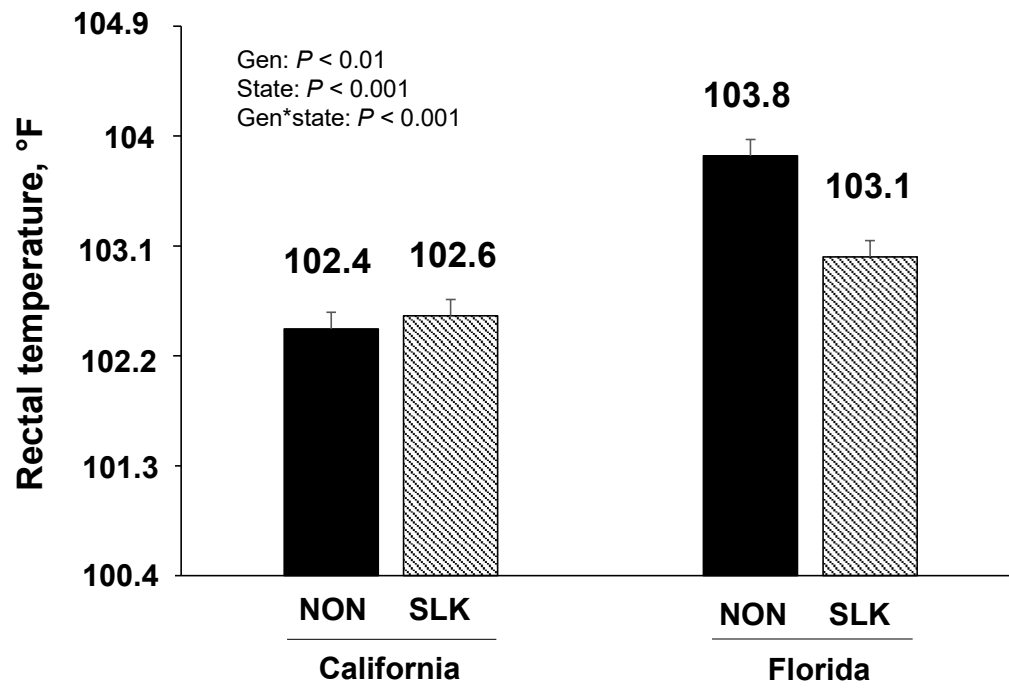 Rectal temperature, °F
104.9
104
103.1
102.2
101.3
100.4
Gen: P < 0.01
State: P < 0.001
Gen*state: P < 0.001
102.4
102.6
103.8
103.1
NON
SLK
NON
SLK
California
Florida